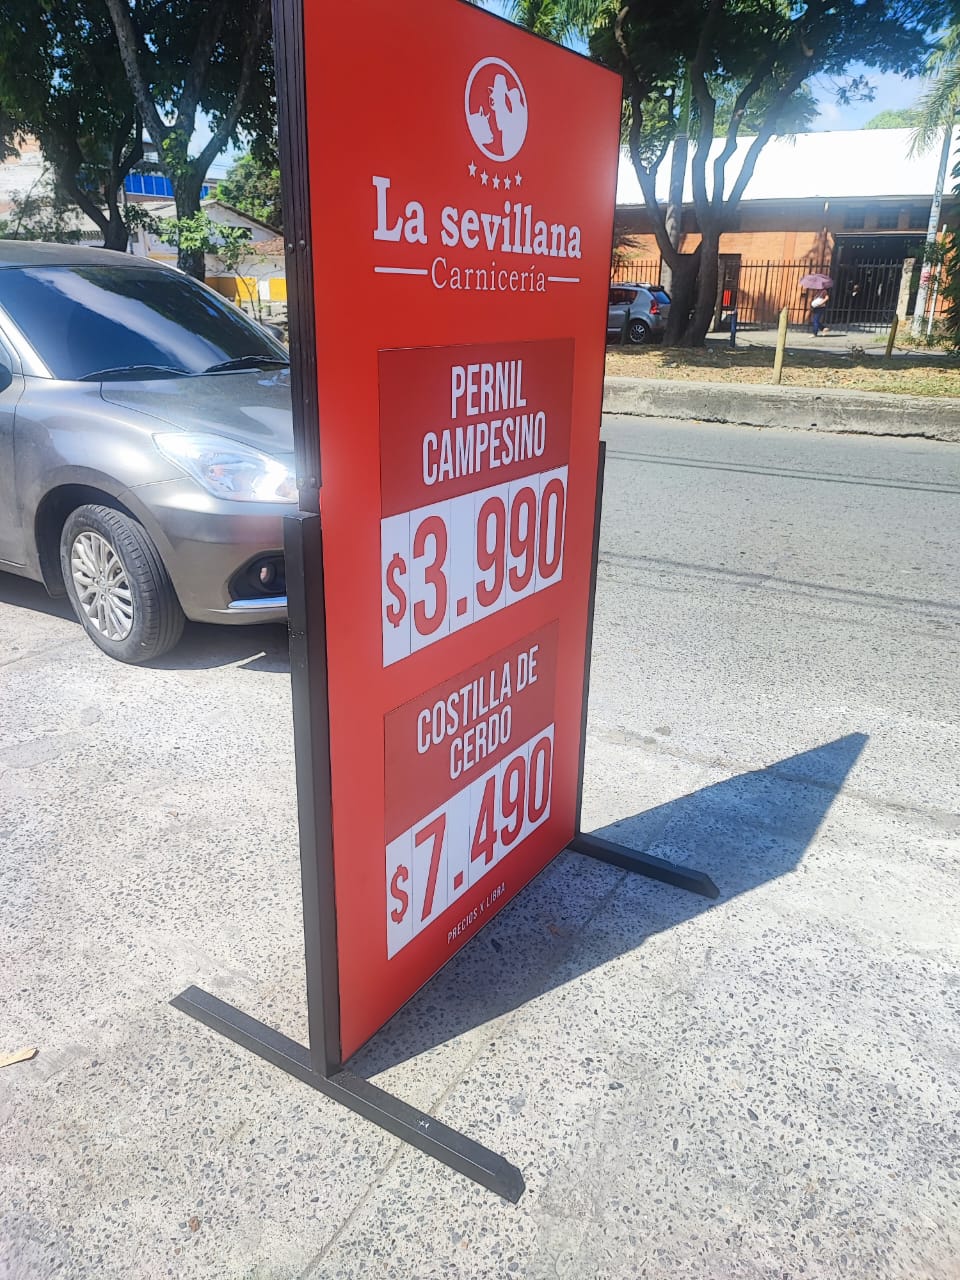 La sevillana
Carnicería
PERNIL
CAMPESINO
$3.990
COSTILLA DE
CERDO
$7.490
PRECIOS X LIBRA